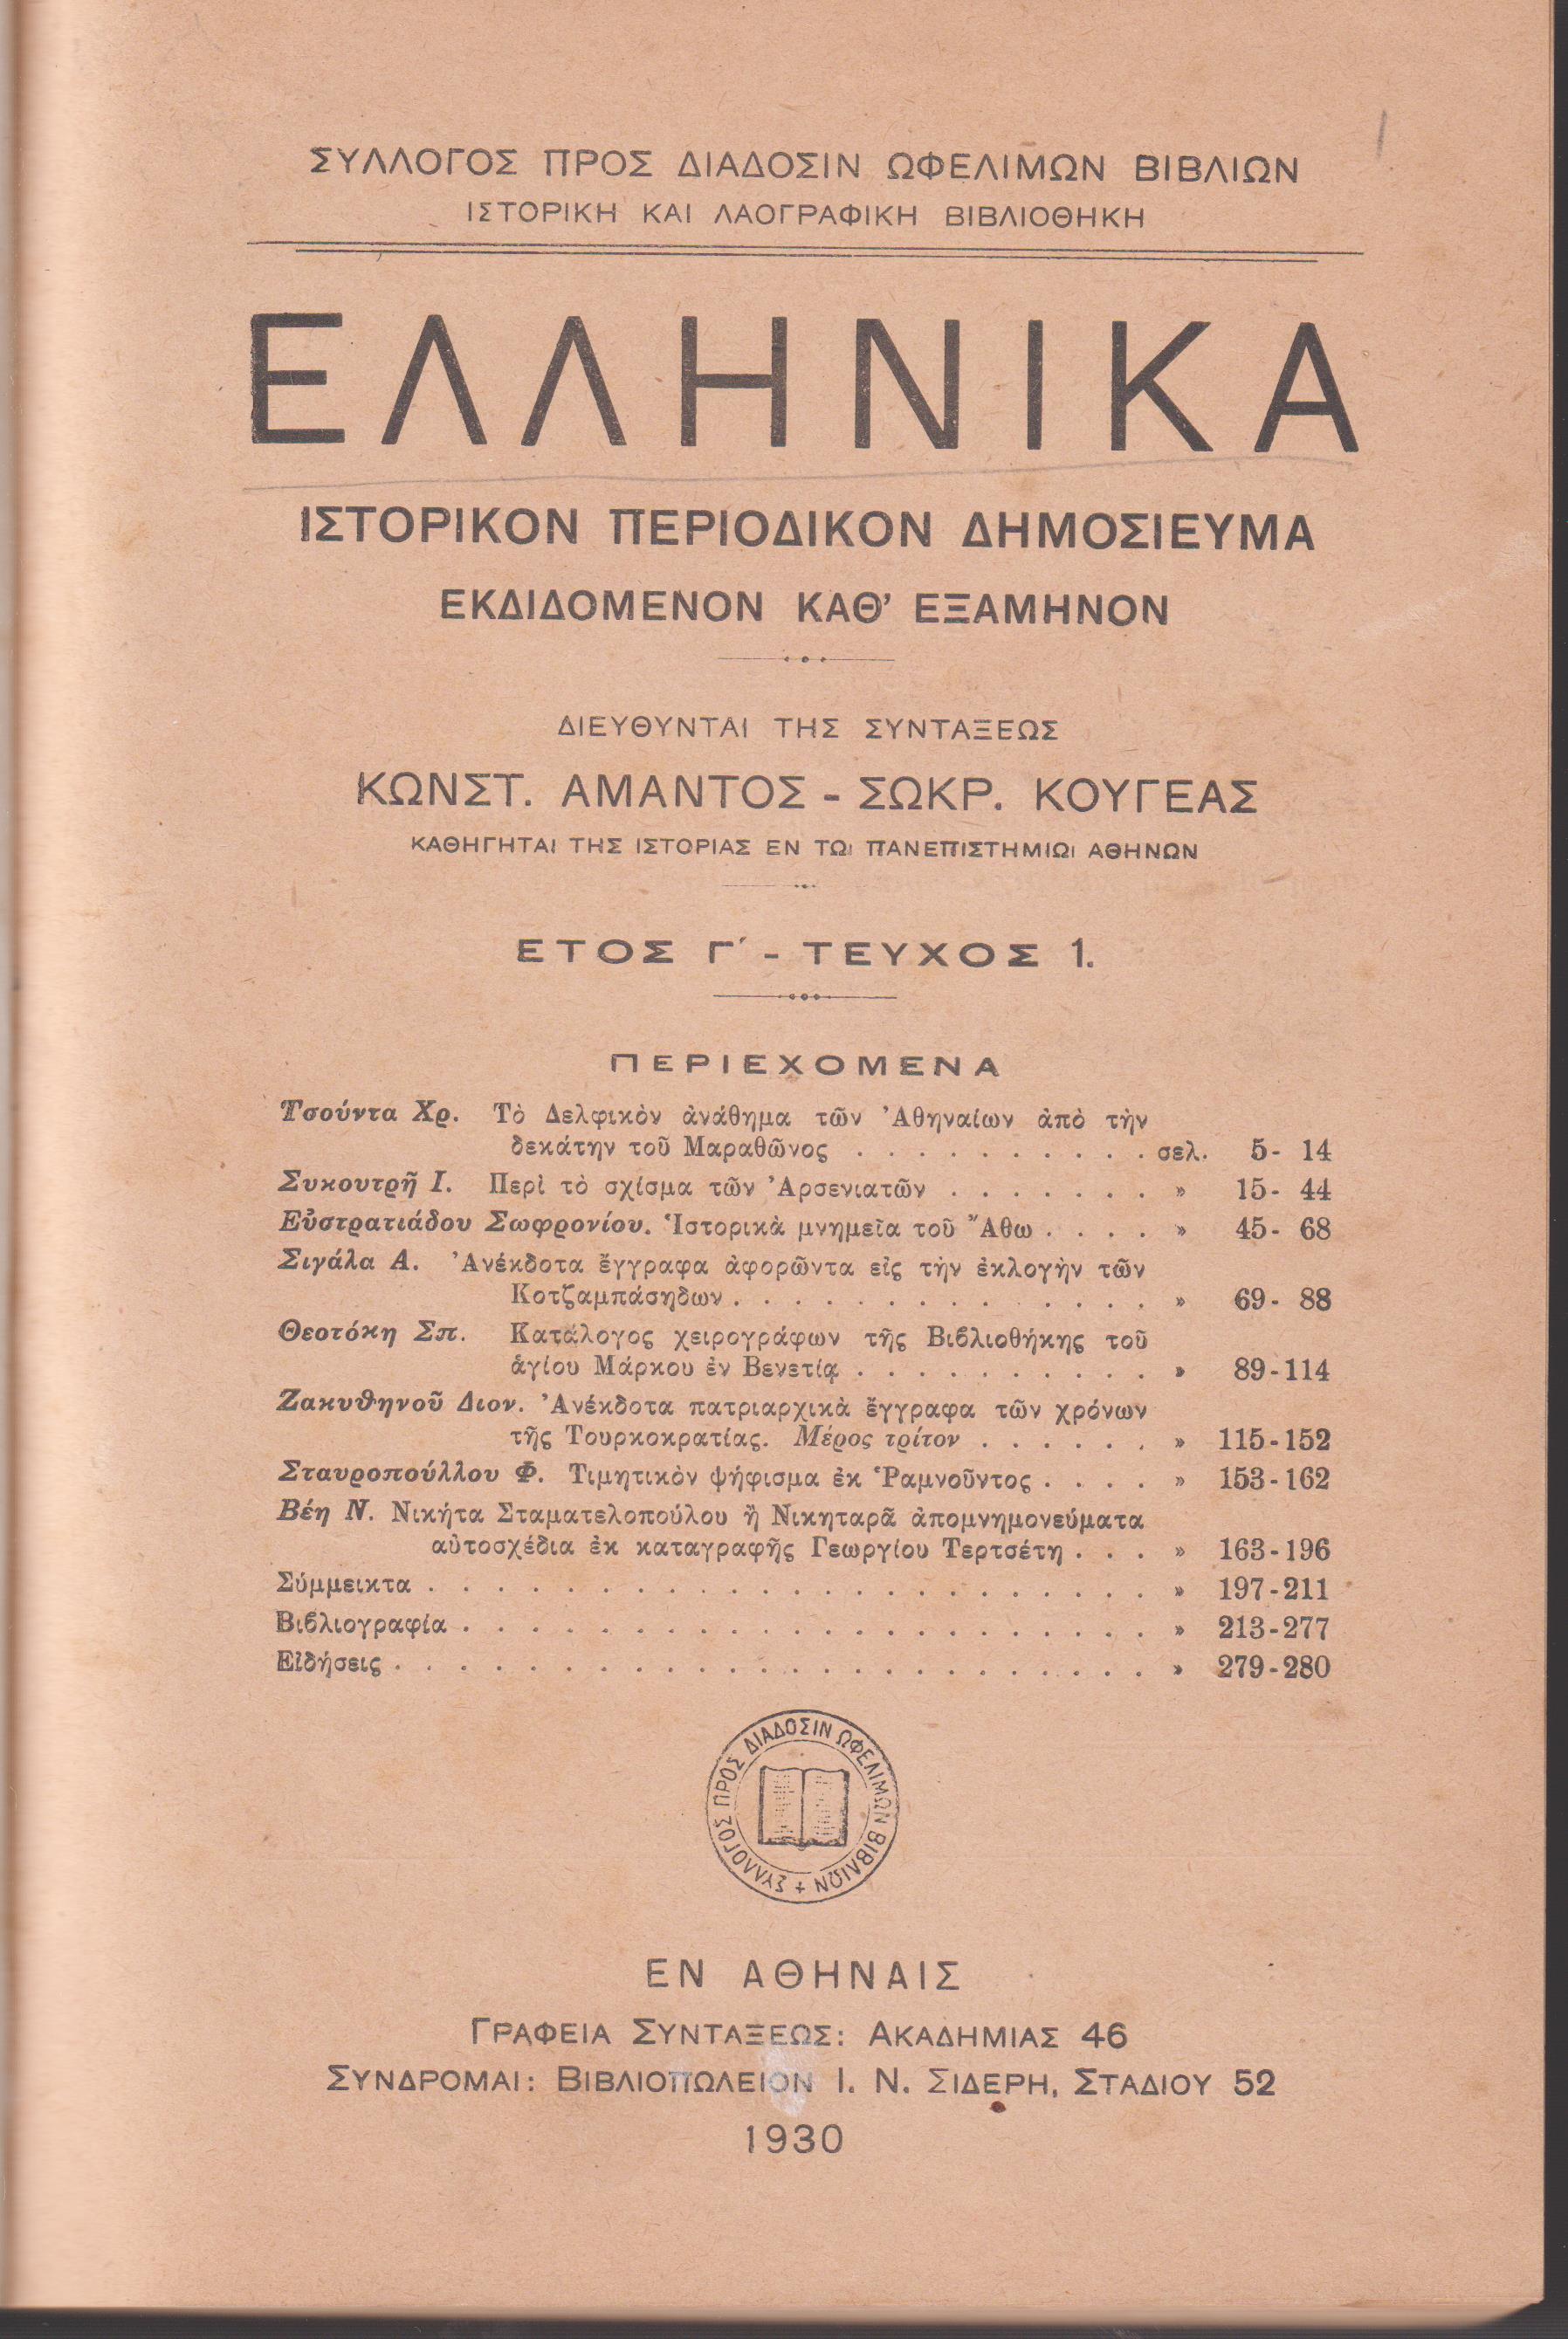 ΣΥΛΛΟΓΟΣ ΠΡΟΣ ΔΙΑΔΟΣΙΝ ΩΦΕΛΙΜΩΝ ΒΙΒΛΙΩΝ
ΙΣΤΟΡΙΚΗ ΚΑΙ ΛΑΟΓΡΑΦΙΚΗ ΒΙΒΛΙΟΘΗΚΗ
ΕΛΛΗΝΙΚΑ
ΙΣΤΟΡΙΚΟΝ ΠΕΡΙΟΔΙΚΟΝ ΔΗΜΟΣΙΕΥΜΑ
ΕΚΔΙΔΟΜΕΝΟΝ ΚΑΘ' ΕΞΑΜΗΝΟΝ
ΔΙΕΥΘΥΝΤΑΙ ΤΗΣ ΣΥΝΤΑΞΕΩΣ
ΚΩΝΣΤ. ΑΜΑΝΤΟΣ - ΣΩΚΡ. ΚΟΥΓΕΑΣ
ΚΑΘΗΓΗΤΑΙ ΤΗΣ ΙΣΤΟΡΙΑΣ ΕΝ ΤΩΙ ΠΑΝΕΠΙΣΤΗΜΙΩΙ ΑΘΗΝΩΝ
ΕΤΟΣ Γ΄ - ΤΕΥΧΟΣ 1.
ΠΕΡΙΕΧΟΜΕΝΑ
Τσούντα Χρ. Τὸ Δελφικὸν ἀνάθημα τῶν Ἀθηναίων ἀπὸ τὴν
δεκάτην τοῦ Μαραθῶνος . . . . . . . . . . σελ. 5 - 14
Συκουτρῆ Ι. Περὶ τὸ σχίσμα τῶν Ἀρσενιατῶν . . . . . . . » 15 - 44
Εὐστρατιάδου Σωφρονίου. Ἱστορικὰ μνημεῖα τοῦ Ἄθω . . . . » 45 - 68
Σιγάλα Α. Ἀνέκδοτα ἔγγραφα ἀφορῶντα εἰς τὴν ἐκλογὴν τῶν
Κοτζαμπάσηδων . . . . . . . . . . . . . » 69 - 88
Θεοτόκη Σπ. Κατάλογος χειρογράφων τῆς Βιβλιοθήκης τοῦ
ἁγίου Μάρκου ἐν Βενετίᾳ . . . . . . . . . . » 89 - 114
Ζακυθηνοῦ Διον. Ἀνέκδοτα πατριαρχικὰ ἔγγραφα τῶν χρόνων
τῆς Τουρκοκρατίας. Μέρος τρίτον . . . . . . » 115 - 152
Σταυροπούλλου Φ. Τιμητικὸν ψήφισμα ἐκ Ῥαμνοῦντος . . . . » 153 - 162
Βέη Ν. Νικήτα Σταματελοπούλου ἢ Νικηταρᾶ ἀπομνημονεύματα
αὐτοσχέδια ἐκ καταγραφῆς Γεωργίου Τερτσέτη . . . » 163 - 196
Σύμμεικτα . . . . . . . . . . . . . . . . . . . . . » 197 - 211
Βιβλιογραφία . . . . . . . . . . . . . . . . . . . . » 213 - 277
Εἰδήσεις . . . . . . . . . . . . . . . . . . . . . . » 279 - 280
ΣΥΛΛΟΓΟΣ ΠΡΟΣ ΔΙΑΔΟΣΙΝ ΩΦΕΛΙΜΩΝ ΒΙΒΛΙΩΝ +
ΕΝ ΑΘΗΝΑΙΣ
ΓΡΑΦΕΙΑ ΣΥΝΤΑΞΕΩΣ: ΑΚΑΔΗΜΙΑΣ 46
ΣΥΝΔΡΟΜΑΙ: ΒΙΒΛΙΟΠΩΛΕΙΟΝ Ι. Ν. ΣΙΔΕΡΗ, ΣΤΑΔΙΟΥ 52
1930